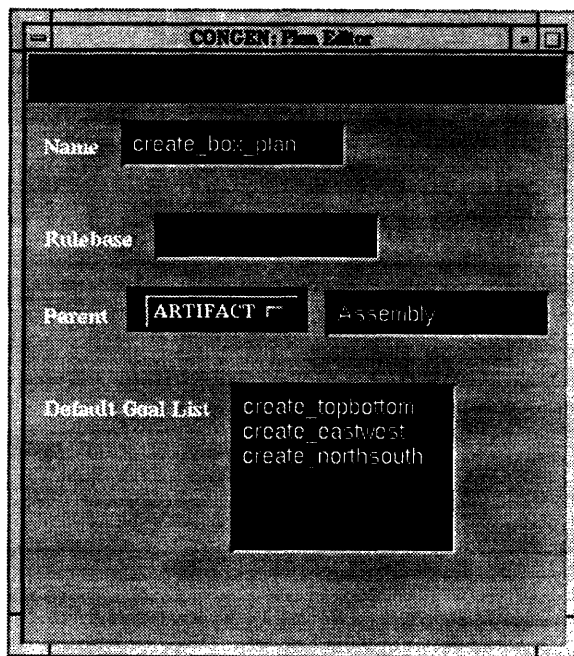 CONGEN: Plan Editor
Name create_box_plan
Rulebase
Parent ARTIFACT Assembly
Default Goal List create_topbottom
create_eastwest
create_northsouth